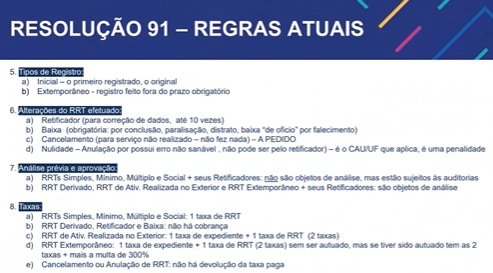 RESOLUÇÃO 91 – REGRAS ATUAIS
5. Tipos de Registro:
a) Inicial – o primeiro registrado, o original
b) Extemporâneo - registro feito fora do prazo obrigatório
6. Alterações do RRT efetuado:
a) Retificador (para correção de dados, até 10 vezes)
b) Baixa (obrigatória: por conclusão, paralisação, distrato, baixa "de ofício" por falecimento)
c) Cancelamento (para serviço não realizado – não fez nada) – A PEDIDO
d) Nulidade – Anulação por possui erro não sanável , não pode ser pelo retificador) – é o CAU/UF que aplica, é uma penalidade
7. Análise prévia e aprovação:
a) RRTs Simples, Mínimo, Múltiplo e Social + seus Retificadores: não são objetos de análise, mas estão sujeitos às auditorias
b) RRT Derivado, RRT de Ativ. Realizada no Exterior e RRT Extemporâneo + seus Retificadores: são objetos de análise
8. Taxas:
a) RRTs Simples, Mínimo, Múltiplo e Social: 1 taxa de RRT
b) RRT Derivado, Retificador e Baixa: não há cobrança
c) RRT de Ativ. Realizada no Exterior: 1 taxa de expediente + 1 taxa de RRT (2 taxas)
d) RRT Extemporâneo: 1 taxa de expediente + 1 taxa de RRT (2 taxas) sem ser autuado, mas se tiver sido autuado tem as 2
taxas + mais a multa de 300%
e) Cancelamento ou Anulação de RRT: não há devolução da taxa paga